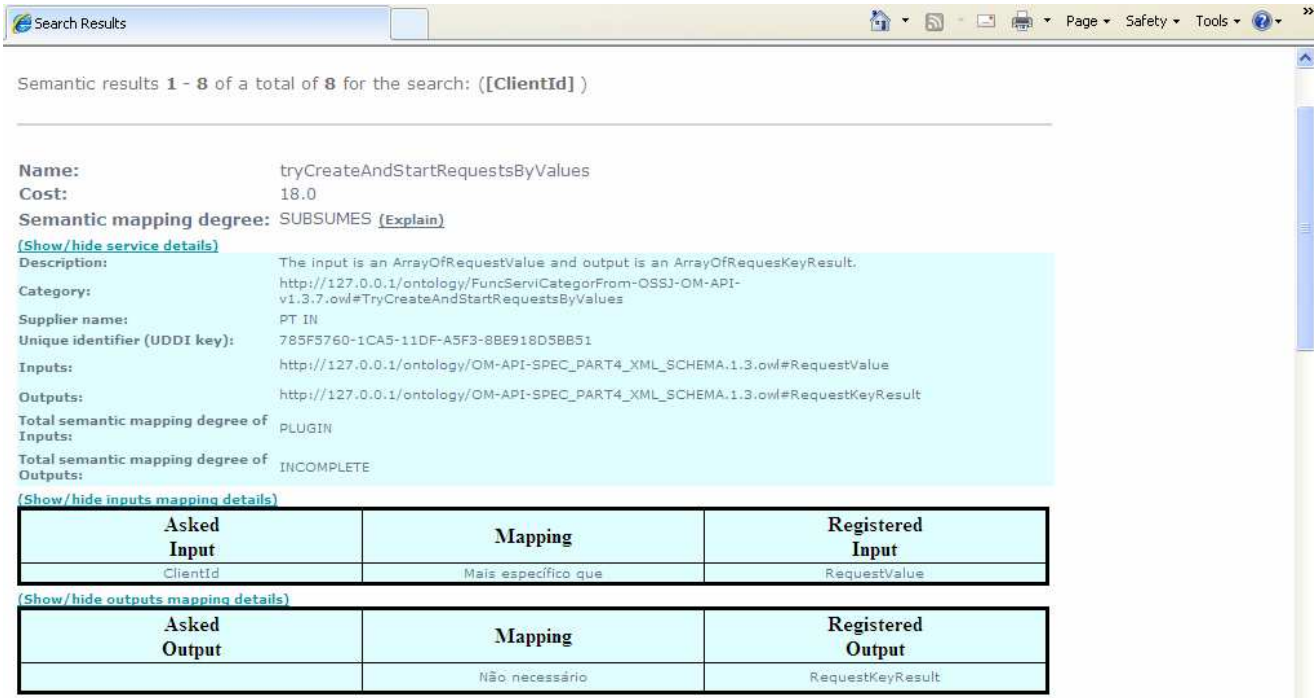 Search Results
Page Safety Tools
Semantic results 1 - 8 of a total of 8 for the search: ([ClientId] )
Name: tryCreateAndStartRequestsByValues
Cost: 18.0
Semantic mapping degree: SUBSUMES (Explain)
(Show/hide service details)
Description: The input is an ArrayOfRequestValue and output is an ArrayOfRequesKeyResult.
Category: http://127.0.0.1/ontology/FuncServiCategorFrom-OSSJ-OM-API-
v1.3.7.owl#TryCreateAndStartRequestsByValues
Supplier name: PT IN
Unique identifier (UDDI key): 785F5760-1CA5-11DF-A5F3-8BE918D5BB51
Inputs: http://127.0.0.1/ontology/OM-API-SPEC_PART4_XML_SCHEMA.1.3.owl#RequestValue
Outputs: http://127.0.0.1/ontology/OM-API-SPEC_PART4_XML_SCHEMA.1.3.owl#RequestKeyResult
Total semantic mapping degree of
Inputs: PLUGIN
Total semantic mapping degree of
Outputs: INCOMPLETE
(Show/hide inputs mapping details)
Asked
Input
Mapping
Registered
Input
ClientId Mais específico que RequestValue
(Show/hide outputs mapping details)
Asked
Output
Mapping
Registered
Output
Não necessário RequestKeyResult